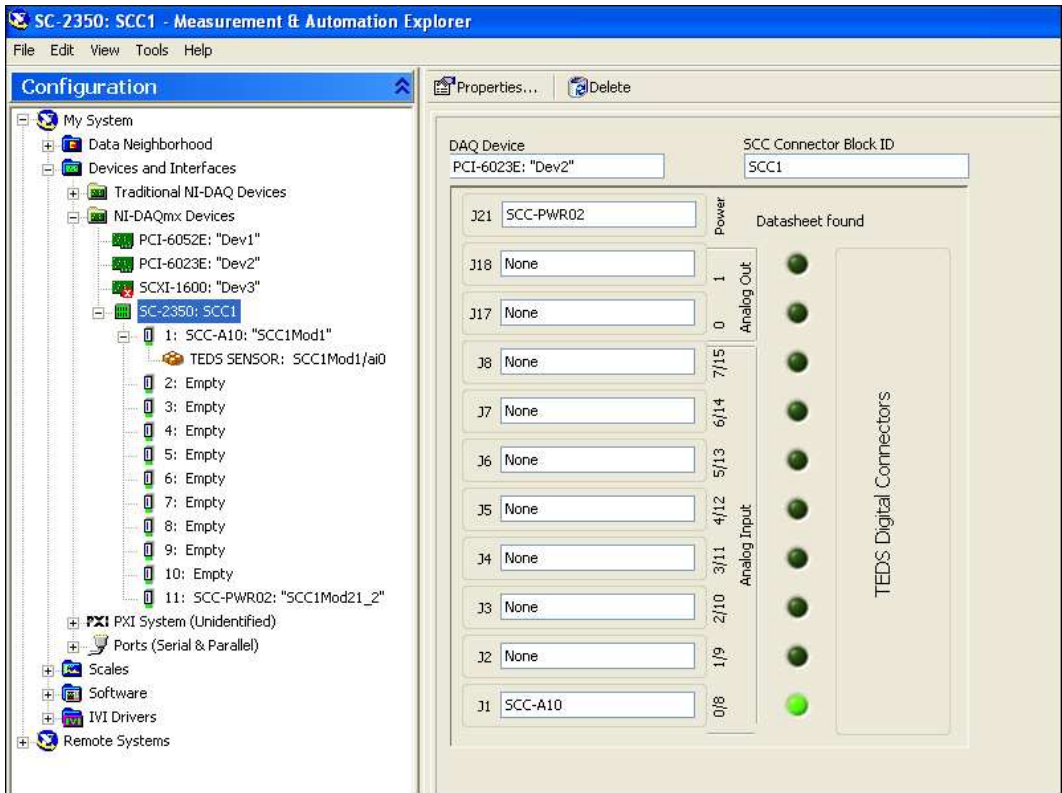 SC-2350: SCC1 - Measurement & Automation Explorer
File Edit View Tools Help
Configuration
My System
Data Neighborhood
Devices and Interfaces
Traditional NI-DAQ Devices
NI-DAQmx Devices
PCI-6052E: "Dev1"
PCI-6023E: "Dev2"
SCXI-1600: "Dev3"
SC-2350: SCC1
1: SCC-A10: "SCC1Mod1"
TEDS SENSOR: SCC1Mod1/ai0
2: Empty
3: Empty
4: Empty
5: Empty
6: Empty
7: Empty
8: Empty
9: Empty
10: Empty
11: SCC-PWR02: "SCC1Mod21_2"
PXI PXI System (Unidentified)
Ports (Serial & Parallel)
Scales
Software
IVI IVI Drivers
Remote Systems
Properties... Delete
DAQ Device SCC Connector Block ID
PCI-6023E: "Dev2" SCC1
J21 SCC-PWR02 Power
Datasheet found
J18 None 1
J17 None 0
Analog Out
J8 None 7/15
J7 None 6/14
J6 None 5/13
J5 None 4/12
J4 None 3/11
J3 None 2/10
J2 None 1/9
J1 SCC-A10 0/8
Analog Input
TEDS Digital Connectors